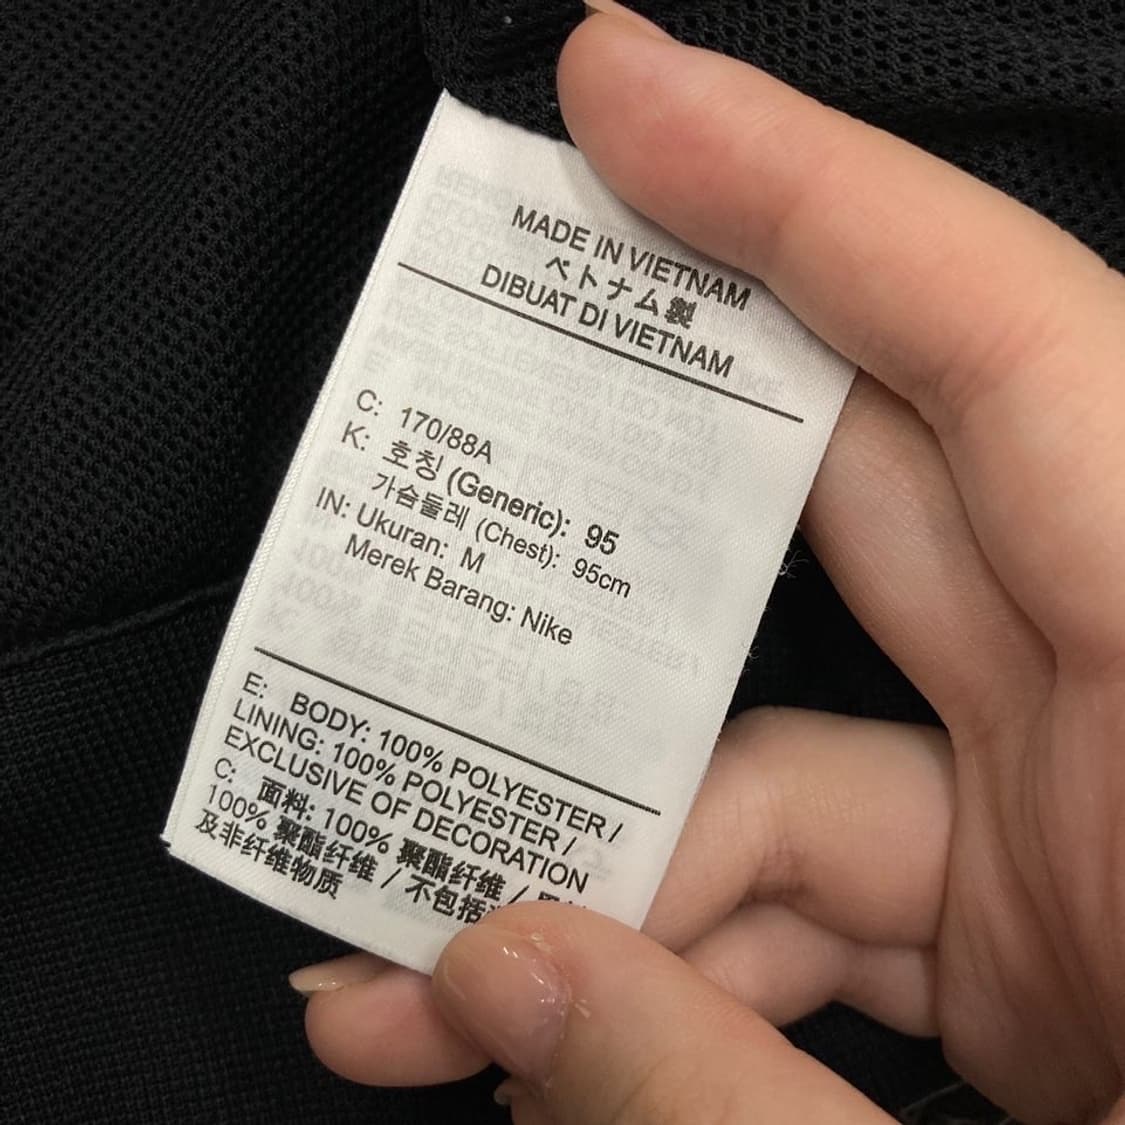 MADE IN VIETNAM
ベトナム製
DIBUAT DI VIETNAM
C: 170/88A
K: 호칭 (Generic): 95
가슴둘레 (Chest): 95cm
IN: Ukuran: M
Merek Barang: Nike
E: BODY: 100% POLYESTER /
LINING: 100% POLYESTER /
EXCLUSIVE OF DECORATION
C: 面料: 100% 聚酯纤维 /
100% 聚酯纤维 / 不包括
及非纤维物质